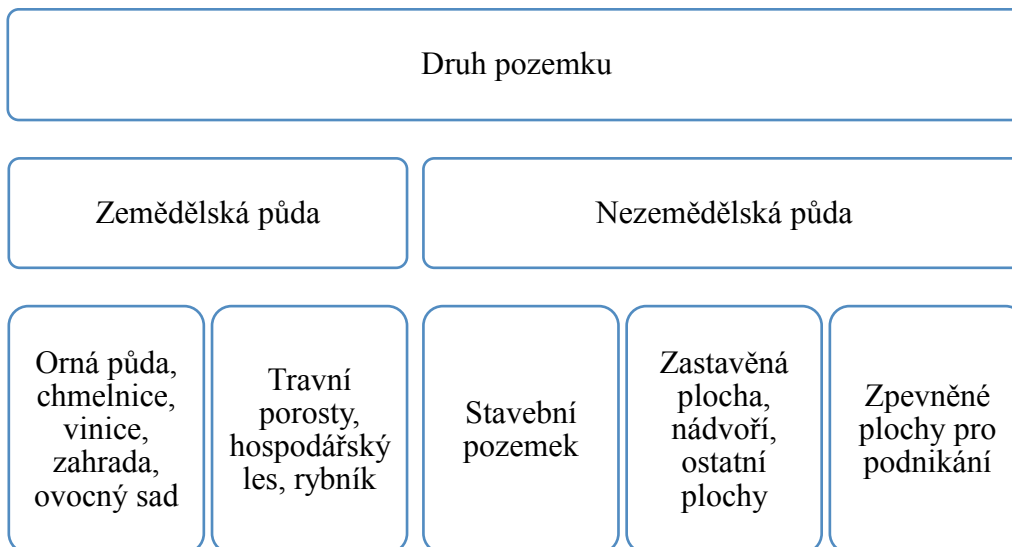 Druh pozemku
Zemědělská půda
Nezemědělská půda
Orná půda,
chmelnice,
vinice,
zahrada,
ovocný sad
Travní
porosty,
hospodářský
les, rybník
Stavební
pozemek
Zastavěná
plocha,
nádvoří,
ostatní
plochy
Zpevněné
plochy pro
podnikání